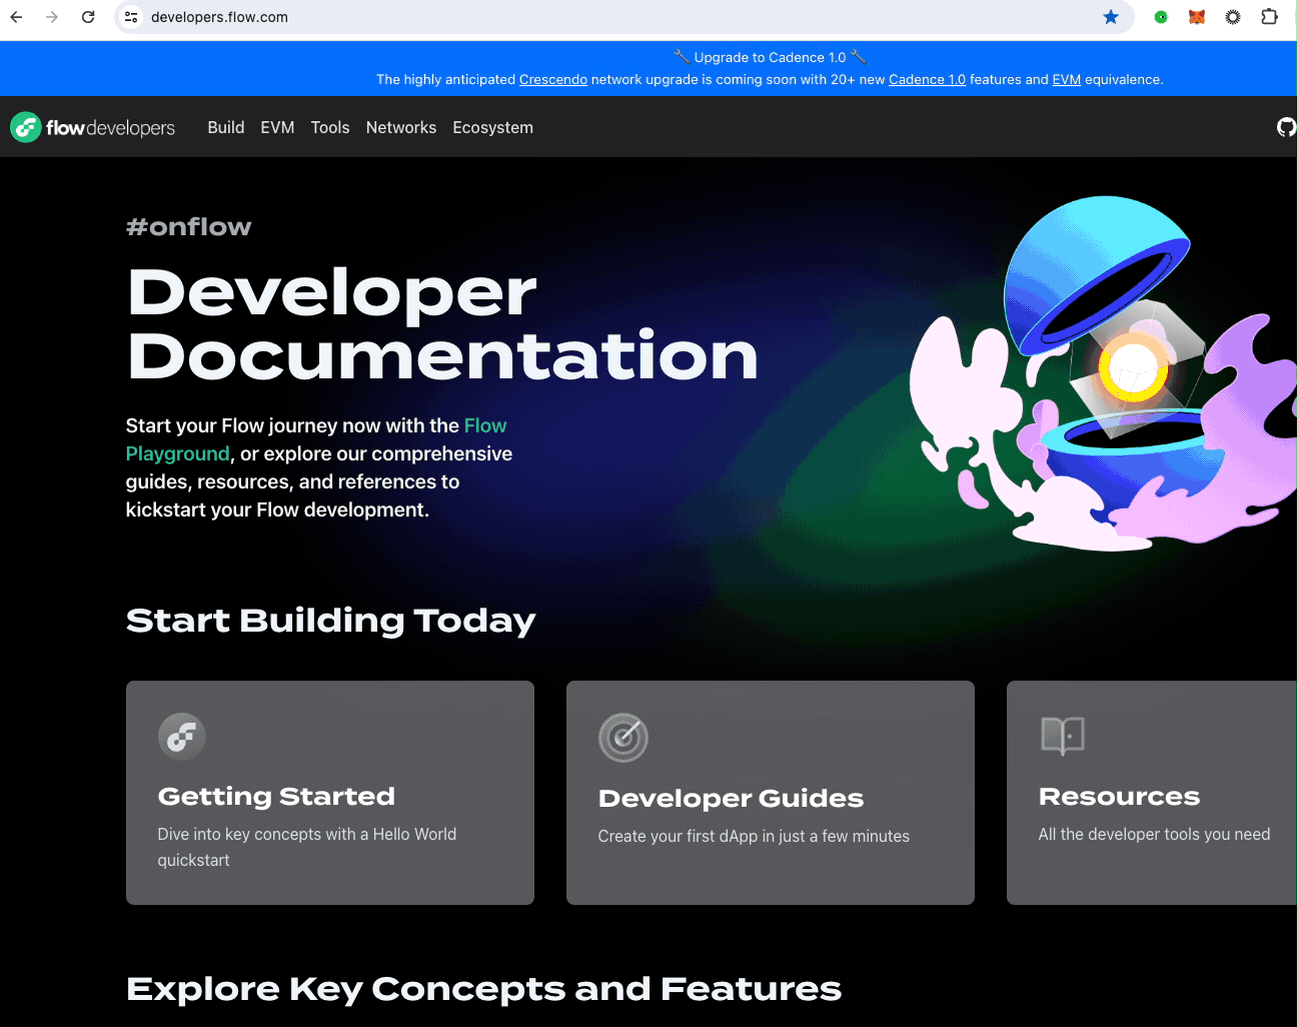 developers.flow.com
🔧 Upgrade to Cadence 1.0 🔧
The highly anticipated Crescendo network upgrade is coming soon with 20+ new Cadence 1.0 features and EVM equivalence.
flowdevelopers Build EVM Tools Networks Ecosystem
#onflow
Developer
Documentation
Start your Flow journey now with the Flow
Playground, or explore our comprehensive
guides, resources, and references to
kickstart your Flow development.
Start Building Today
Getting Started
Dive into key concepts with a Hello World
quickstart
Developer Guides
Create your first dApp in just a few minutes
Resources
All the developer tools you need
Explore Key Concepts and Features